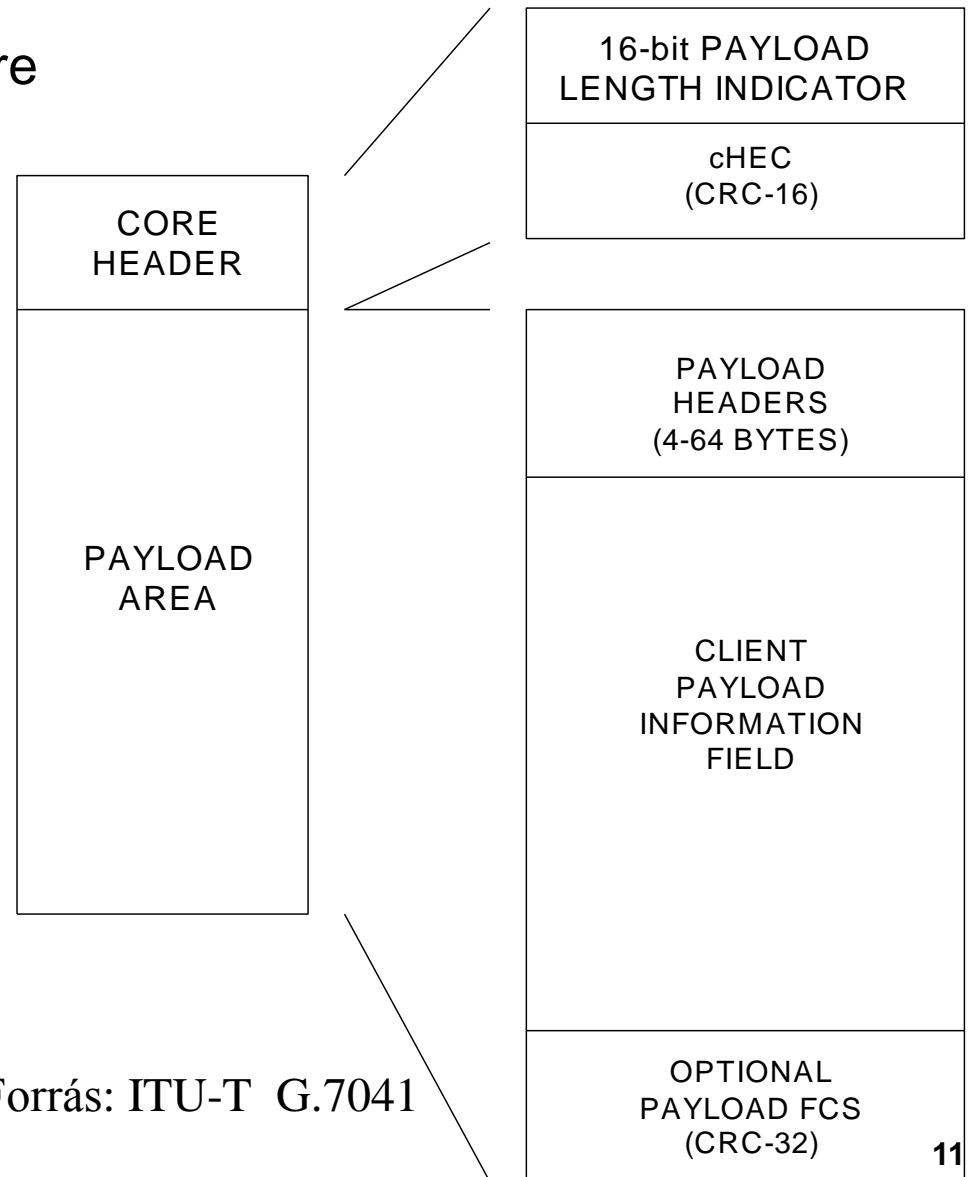 re
16-bit PAYLOAD
LENGTH INDICATOR
cHEC
(CRC-16)
CORE
HEADER
PAYLOAD
HEADERS
(4-64 BYTES)
PAYLOAD
AREA
CLIENT
PAYLOAD
INFORMATION
FIELD
OPTIONAL
PAYLOAD FCS
(CRC-32)
Forrás: ITU-T G.7041
11